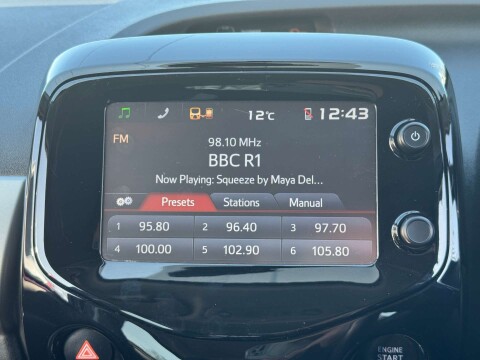 12°C 12:43
FM
98.10 MHz
BBC R1
Now Playing: Squeeze by Maya Del...
Presets Stations Manual
1 95.80 2 96.40 3 97.70
4 100.00 5 102.90 6 105.80
ENGINE
START